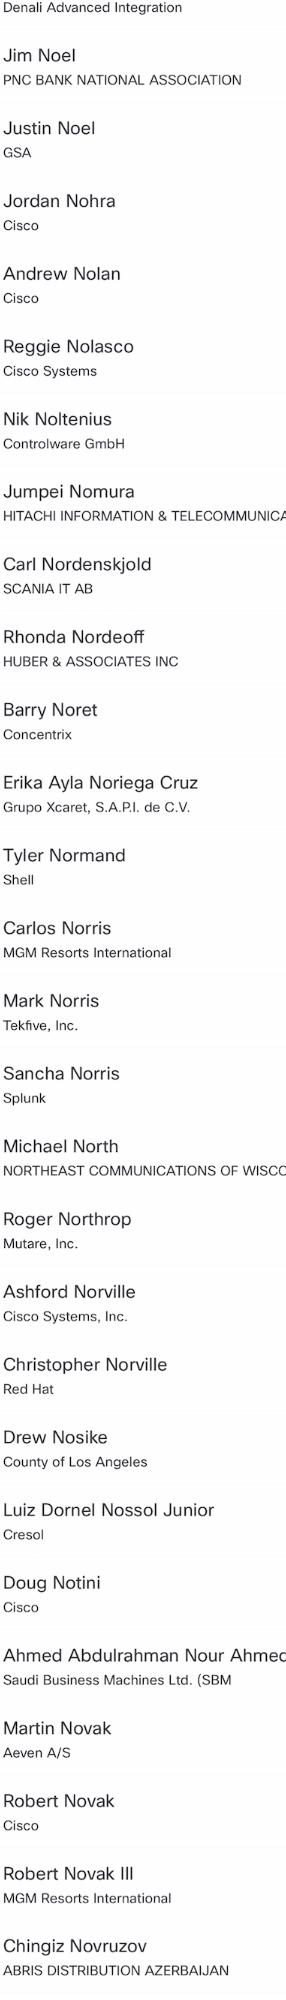 Denali Advanced Integration
Jim Noel
PNC BANK NATIONAL ASSOCIATION
Justin Noel
GSA
Jordan Nohra
Cisco
Andrew Nolan
Cisco
Reggie Nolasco
Cisco Systems
Nik Noltenius
Controlware GmbH
Jumpei Nomura
HITACHI INFORMATION & TELECOMMUNICA
Carl Nordenskjold
SCANIA IT AB
Rhonda Nordeoff
HUBER & ASSOCIATES INC
Barry Noret
Concentrix
Erika Ayla Noriega Cruz
Grupo Xcaret, S.A.P.I. de C.V.
Tyler Normand
Shell
Carlos Norris
MGM Resorts International
Mark Norris
Tekfive, Inc.
Sancha Norris
Splunk
Michael North
NORTHEAST COMMUNICATIONS OF WISCO
Roger Northrop
Mutare, Inc.
Ashford Norville
Cisco Systems, Inc.
Christopher Norville
Red Hat
Drew Nosike
County of Los Angeles
Luiz Dornel Nossol Junior
Cresol
Doug Notini
Cisco
Ahmed Abdulrahman Nour Ahmed
Saudi Business Machines Ltd. (SBM
Martin Novak
Aeven A/S
Robert Novak
Cisco
Robert Novak III
MGM Resorts International
Chingiz Novruzov
ABRIS DISTRIBUTION AZERBAIJAN